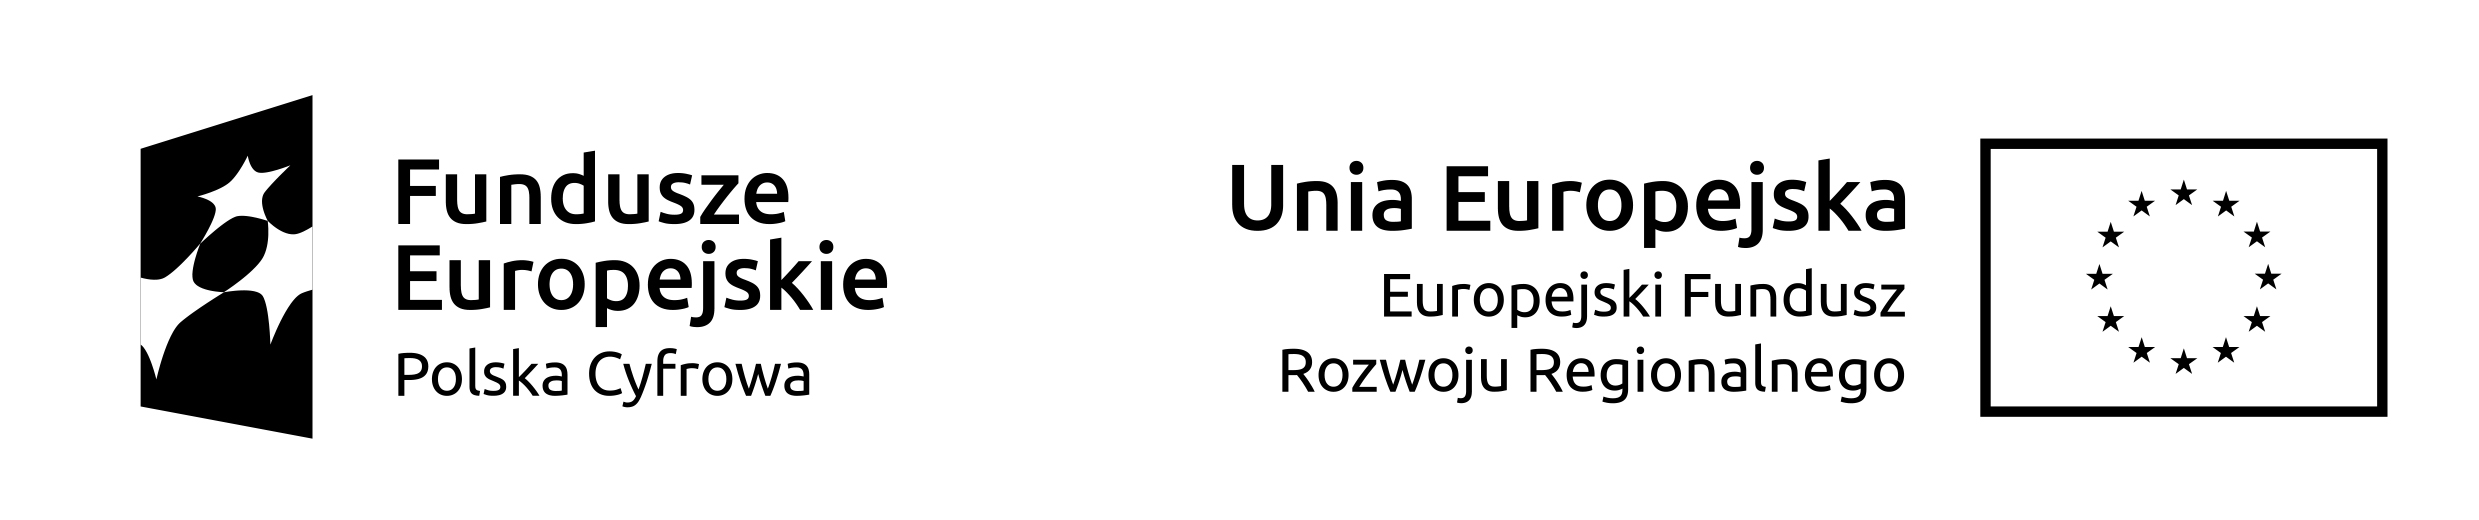 Fundusze
Europejskie
Polska Cyfrowa
Unia Europejska
Europejski Fundusz
Rozwoju Regionalnego